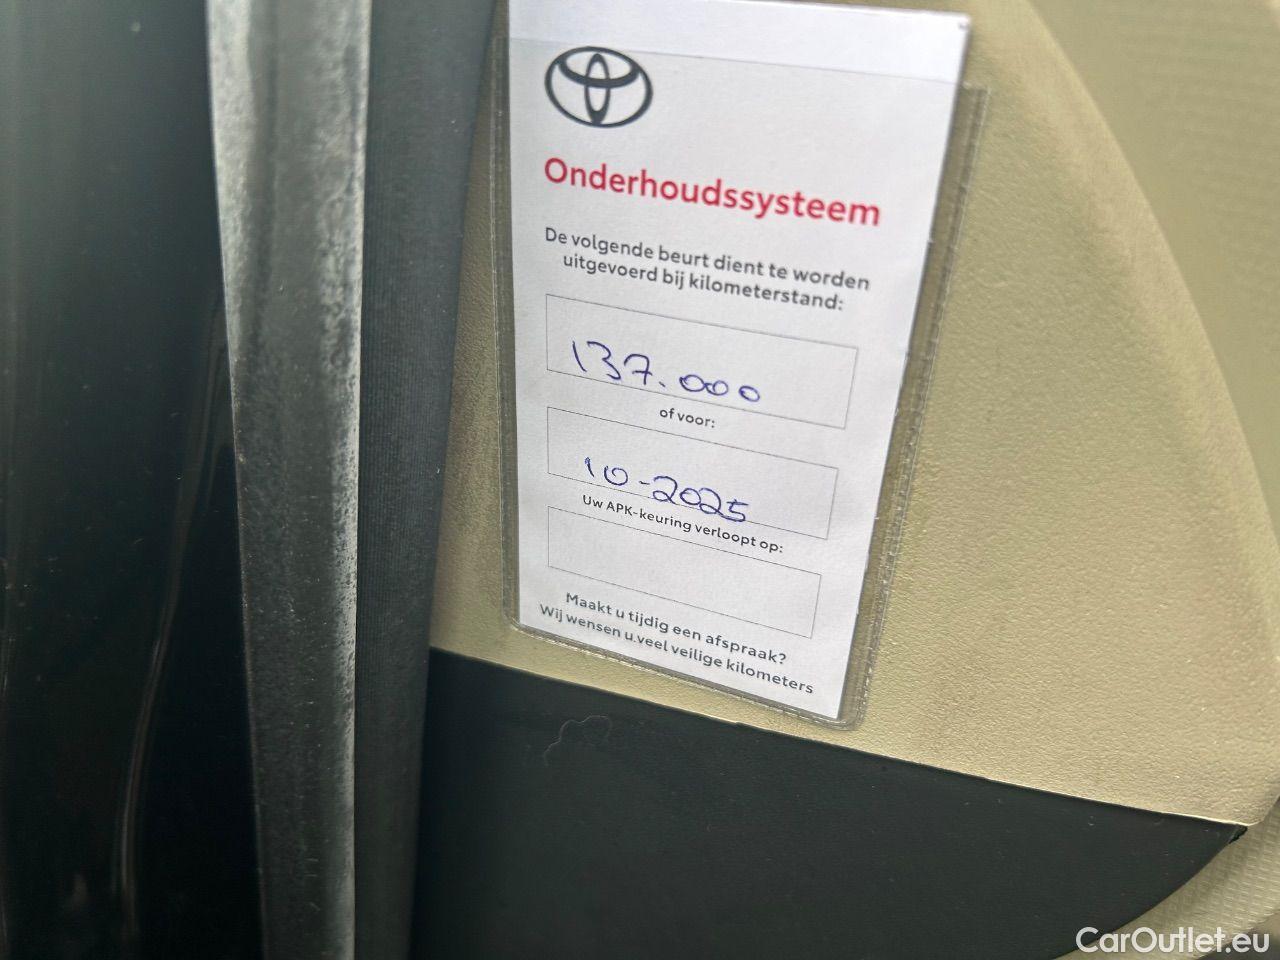 Onderhoudssysteem
De volgende beurt dient te worden
uitgevoerd bij kilometerstand:
137.000
of voor:
10-2025
Uw APK-keuring verloopt op:
Maakt u tijdig een afspraak?
Wij wensen u.veel veilige kilometers
CarOutlet.eu